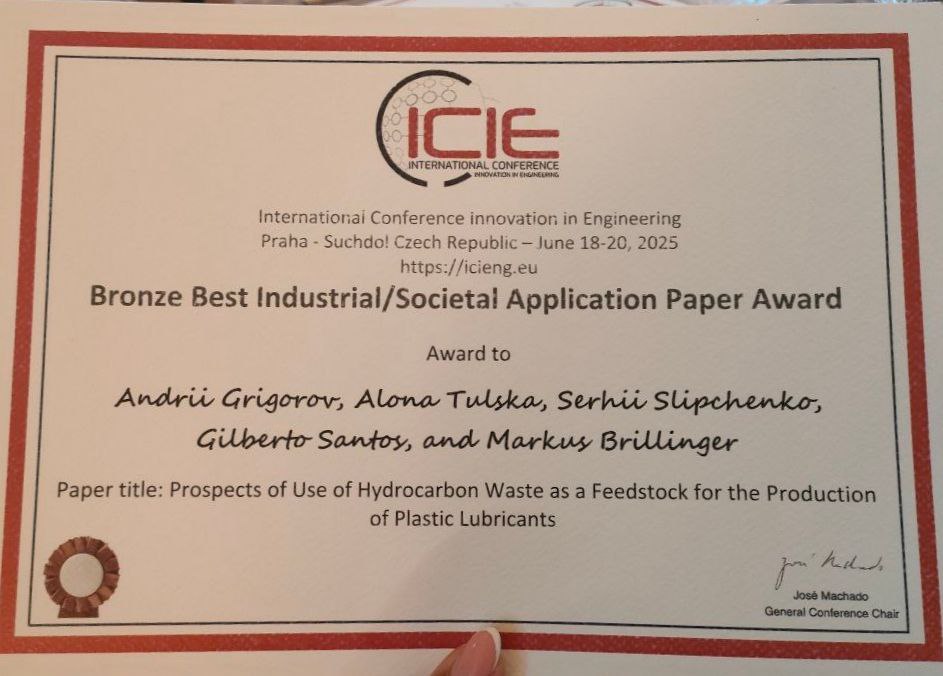 ICIE
INTERNATIONAL CONFERENCE
INNOVATION IN ENGINEERING
International Conference innovation in Engineering
Praha - Suchdol Czech Republic – June 18-20, 2025
https://icieng.eu
Bronze Best Industrial/Societal Application Paper Award
Award to
Andrii Grigorov, Alona Tulska, Serhii Slipchenko,
Gilberto Santos, and Markus Brillinger
Paper title: Prospects of Use of Hydrocarbon Waste as a Feedstock for the Production
of Plastic Lubricants
José Machado
José Machado
General Conference Chair